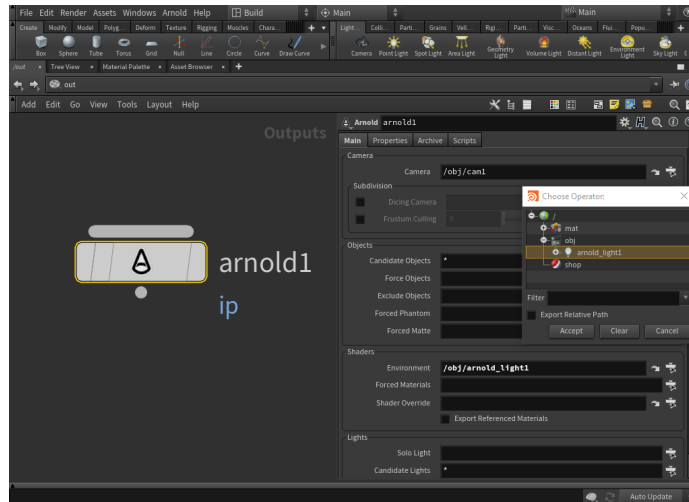 File Edit Render Assets Windows Arnold Help Build Main Main
Create Modify Model Polyg... Deform Texture Rigging Muscles Chara... Light... Colli... Parti... Grains Vell... Rigi... Parti... Visc... Oceans Flui... Popu...
Box Sphere Tube Torus Grid Null Line Circle Curve Draw Curve Camera Point Light Spot Light Area Light Geometry Light Volume Light Distant Light Environment Light Sky Light
/out Tree View Material Palette Asset Browser
out
Add Edit Go View Tools Layout Help
Outputs
arnold1
ip
Arnold arnold1
Main Properties Archive Scripts
Camera
Camera /obj/cam1
Subdivision
Dicing Camera
Frustum Culling 0
Objects
Candidate Objects *
Force Objects
Exclude Objects
Forced Phantom
Forced Matte
Shaders
Environment /obj/arnold_light1
Forced Materials
Shader Override
Export Referenced Materials
Lights
Solo Light
Candidate Lights *
Choose Operator:
/
mat
obj
arnold_light1
shop
Filter
Export Relative Path
Accept Clear Cancel
Auto Update